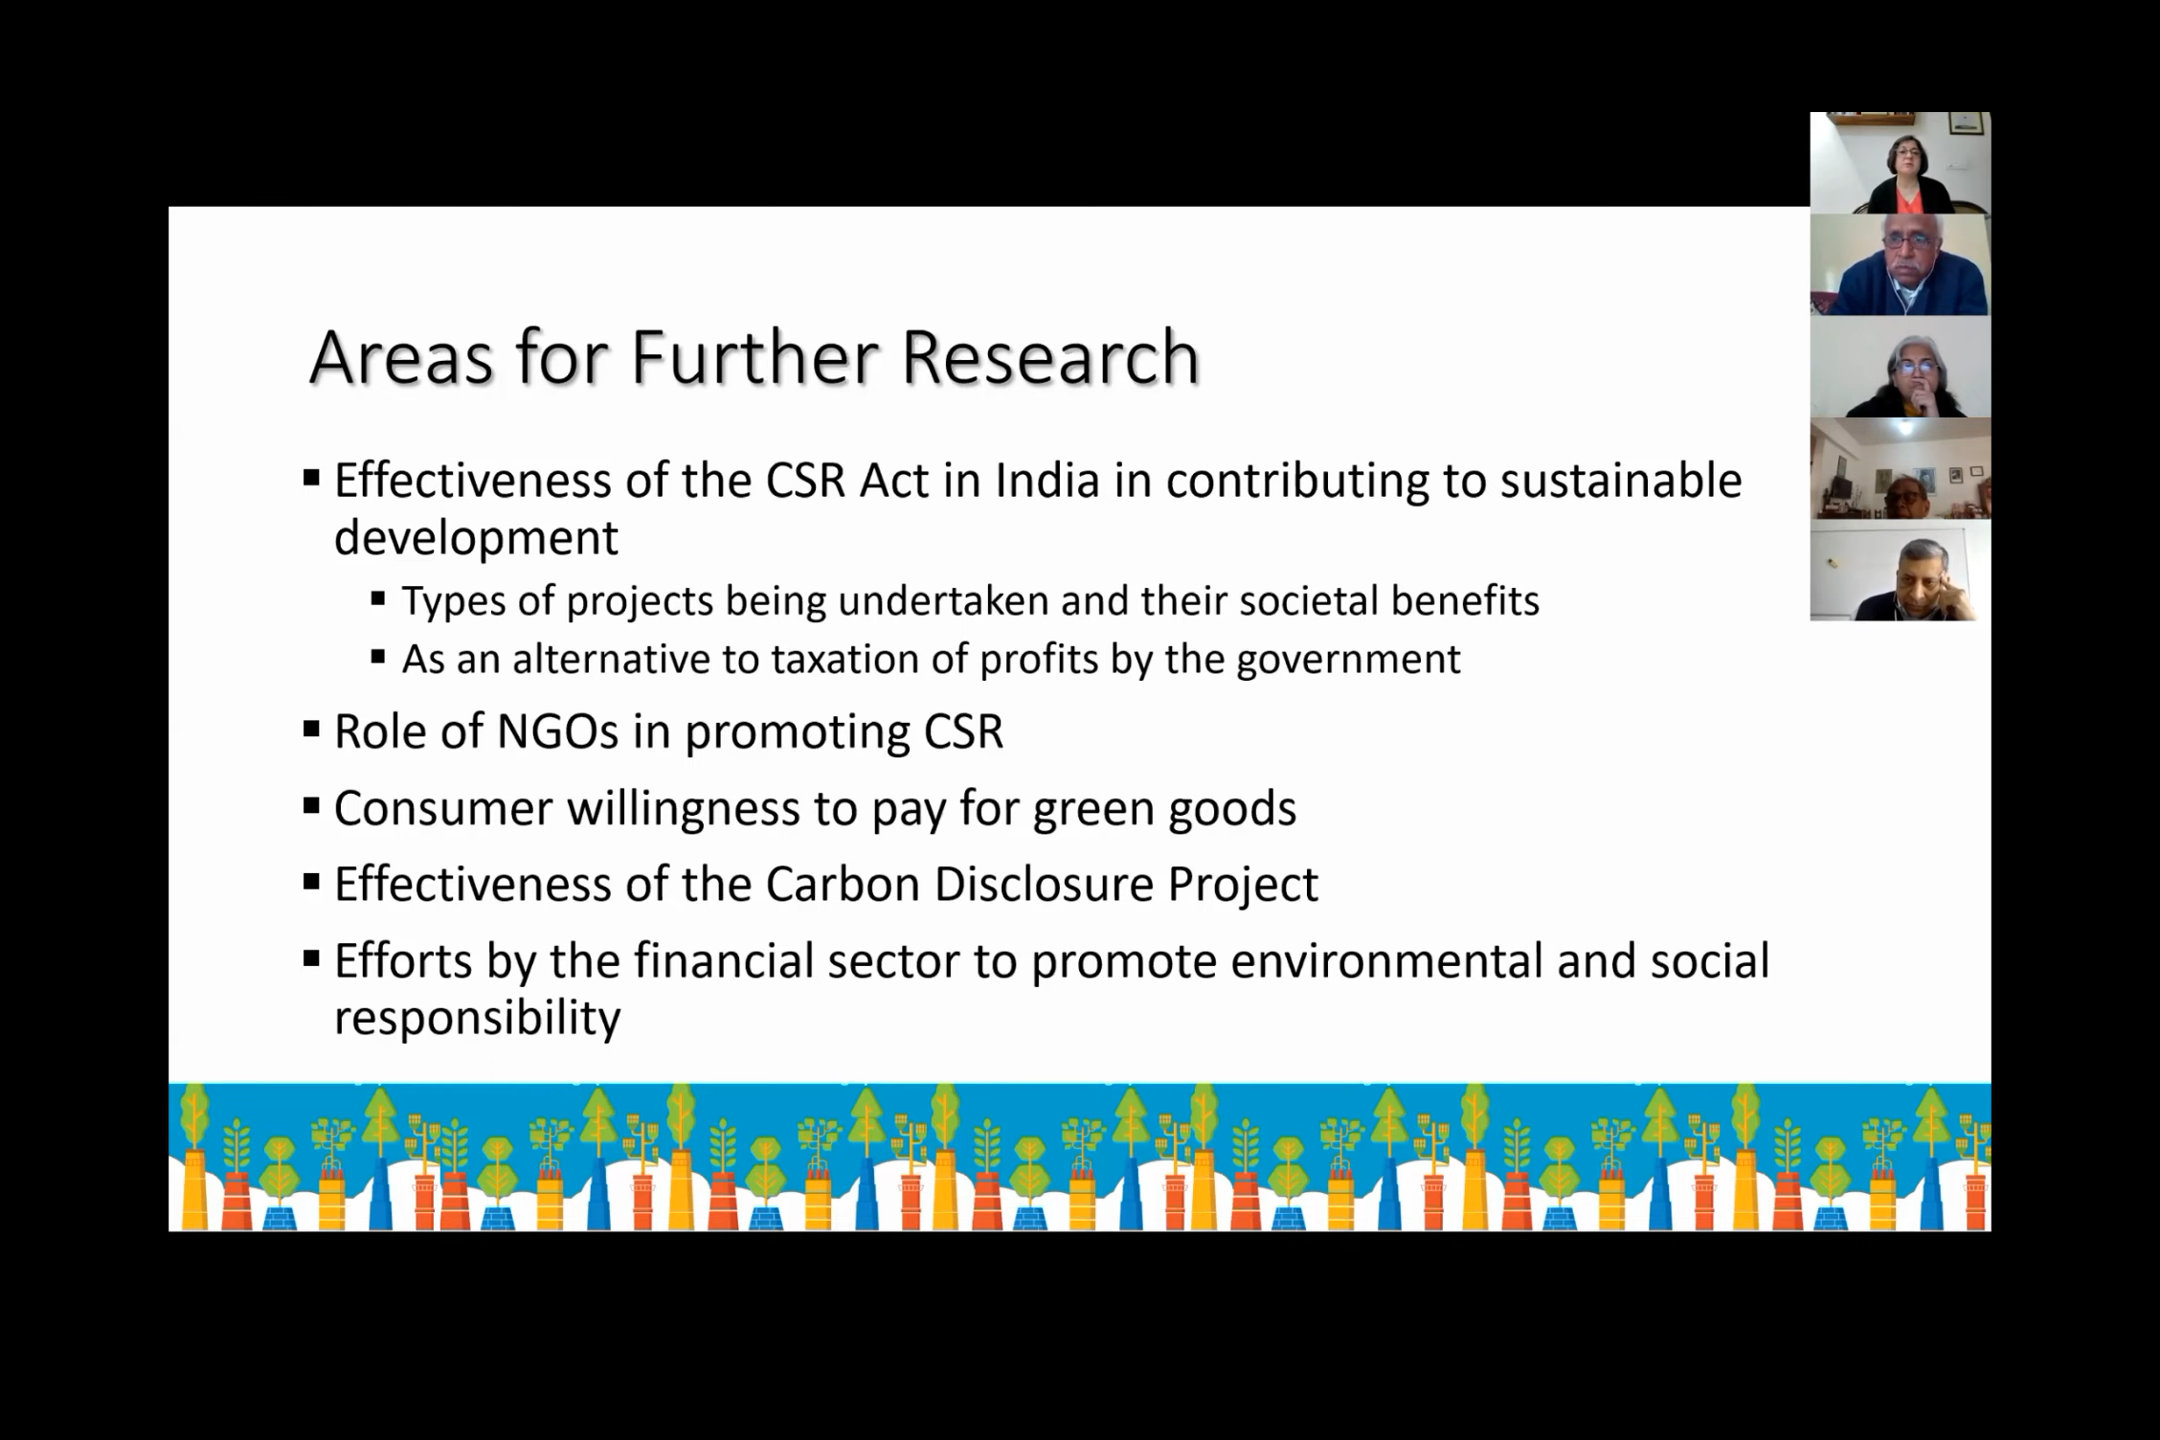 Areas for Further Research
▪ Effectiveness of the CSR Act in India in contributing to sustainable
development
▪ Types of projects being undertaken and their societal benefits
▪ As an alternative to taxation of profits by the government
▪ Role of NGOs in promoting CSR
▪ Consumer willingness to pay for green goods
▪ Effectiveness of the Carbon Disclosure Project
▪ Efforts by the financial sector to promote environmental and social
responsibility